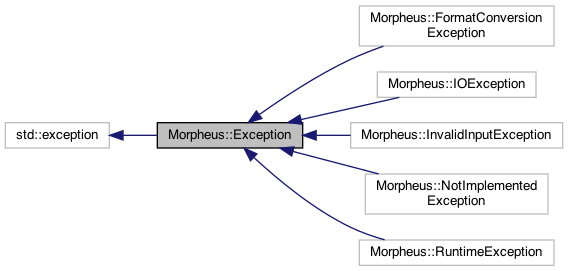 Morpheus::FormatConversion
Exception
Morpheus::IOException
std::exception
Morpheus::Exception
Morpheus::InvalidInputException
Morpheus::NotImplemented
Exception
Morpheus::RuntimeException